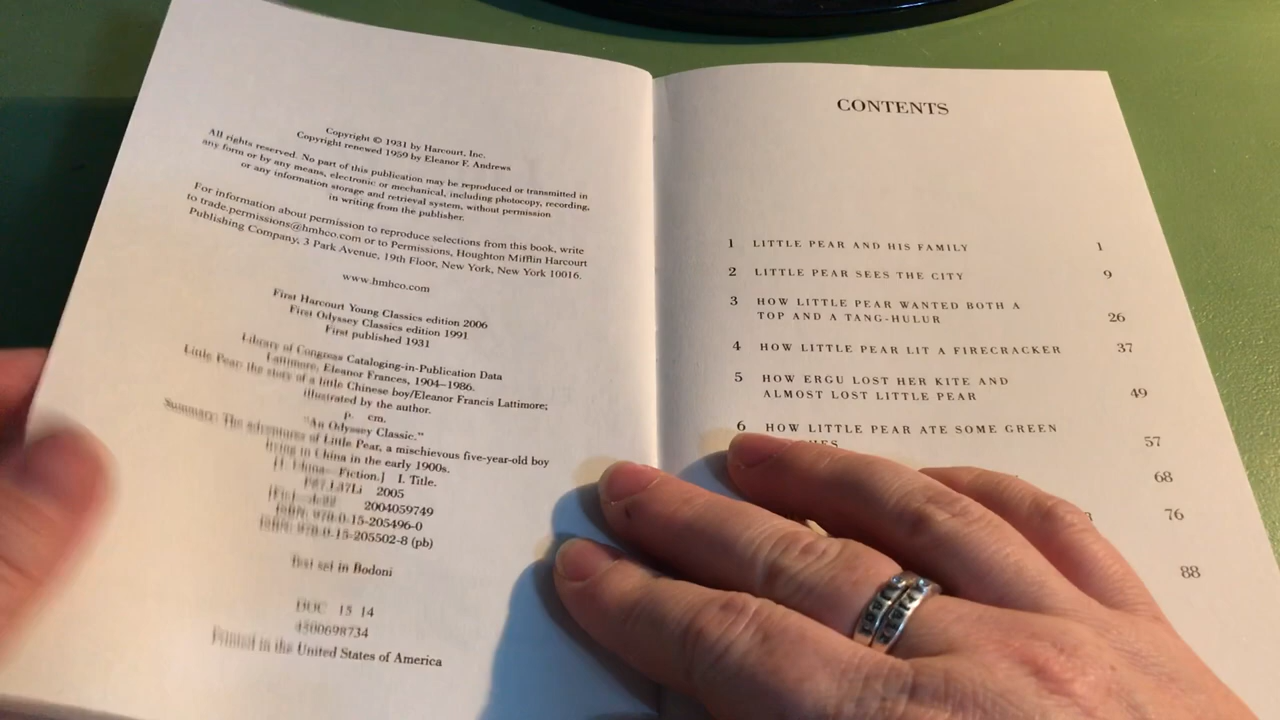 Copyright © 1931 by Harcourt, Inc.
Copyright renewed 1959 by Eleanor F. Andrews
All rights reserved. No part of this publication may be reproduced or transmitted in
any form or by any means, electronic or mechanical, including photocopy, recording,
or any information storage and retrieval system, without permission
in writing from the publisher.
For information about permission to reproduce selections from this book, write
to trade.permissions@hmhco.com or to Permissions, Houghton Mifflin Harcourt
Publishing Company, 3 Park Avenue, 19th Floor, New York, New York 10016.
www.hmhco.com
First Harcourt Young Classics edition 2006
First Odyssey Classics edition 1991
First published 1931
Library of Congress Cataloging-in-Publication Data
Lattimore, Eleanor Frances, 1904–1986.
Little Pear: the story of a little Chinese boy/Eleanor Francis Lattimore;
illustrated by the author.
p. cm.
"An Odyssey Classic."
Summary: The adventures of Little Pear, a mischievous five-year-old boy
living in China in the early 1900s.
Fiction.] I. Title.
2005
2004059749
ISBN: 978-0-15-205496-0
ISBN: 978-0-15-205502-8 (pb)
Text set in Bodoni
DOC 15 14
4500698734
Printed in the United States of America
CONTENTS
1 LITTLE PEAR AND HIS FAMILY 1
2 LITTLE PEAR SEES THE CITY 9
3 HOW LITTLE PEAR WANTED BOTH A
TOP AND A TANG-HULUR 26
4 HOW LITTLE PEAR LIT A FIRECRACKER 37
5 HOW ERGU LOST HER KITE AND
ALMOST LOST LITTLE PEAR 49
6 HOW LITTLE PEAR ATE SOME GREEN
57
68
76
88